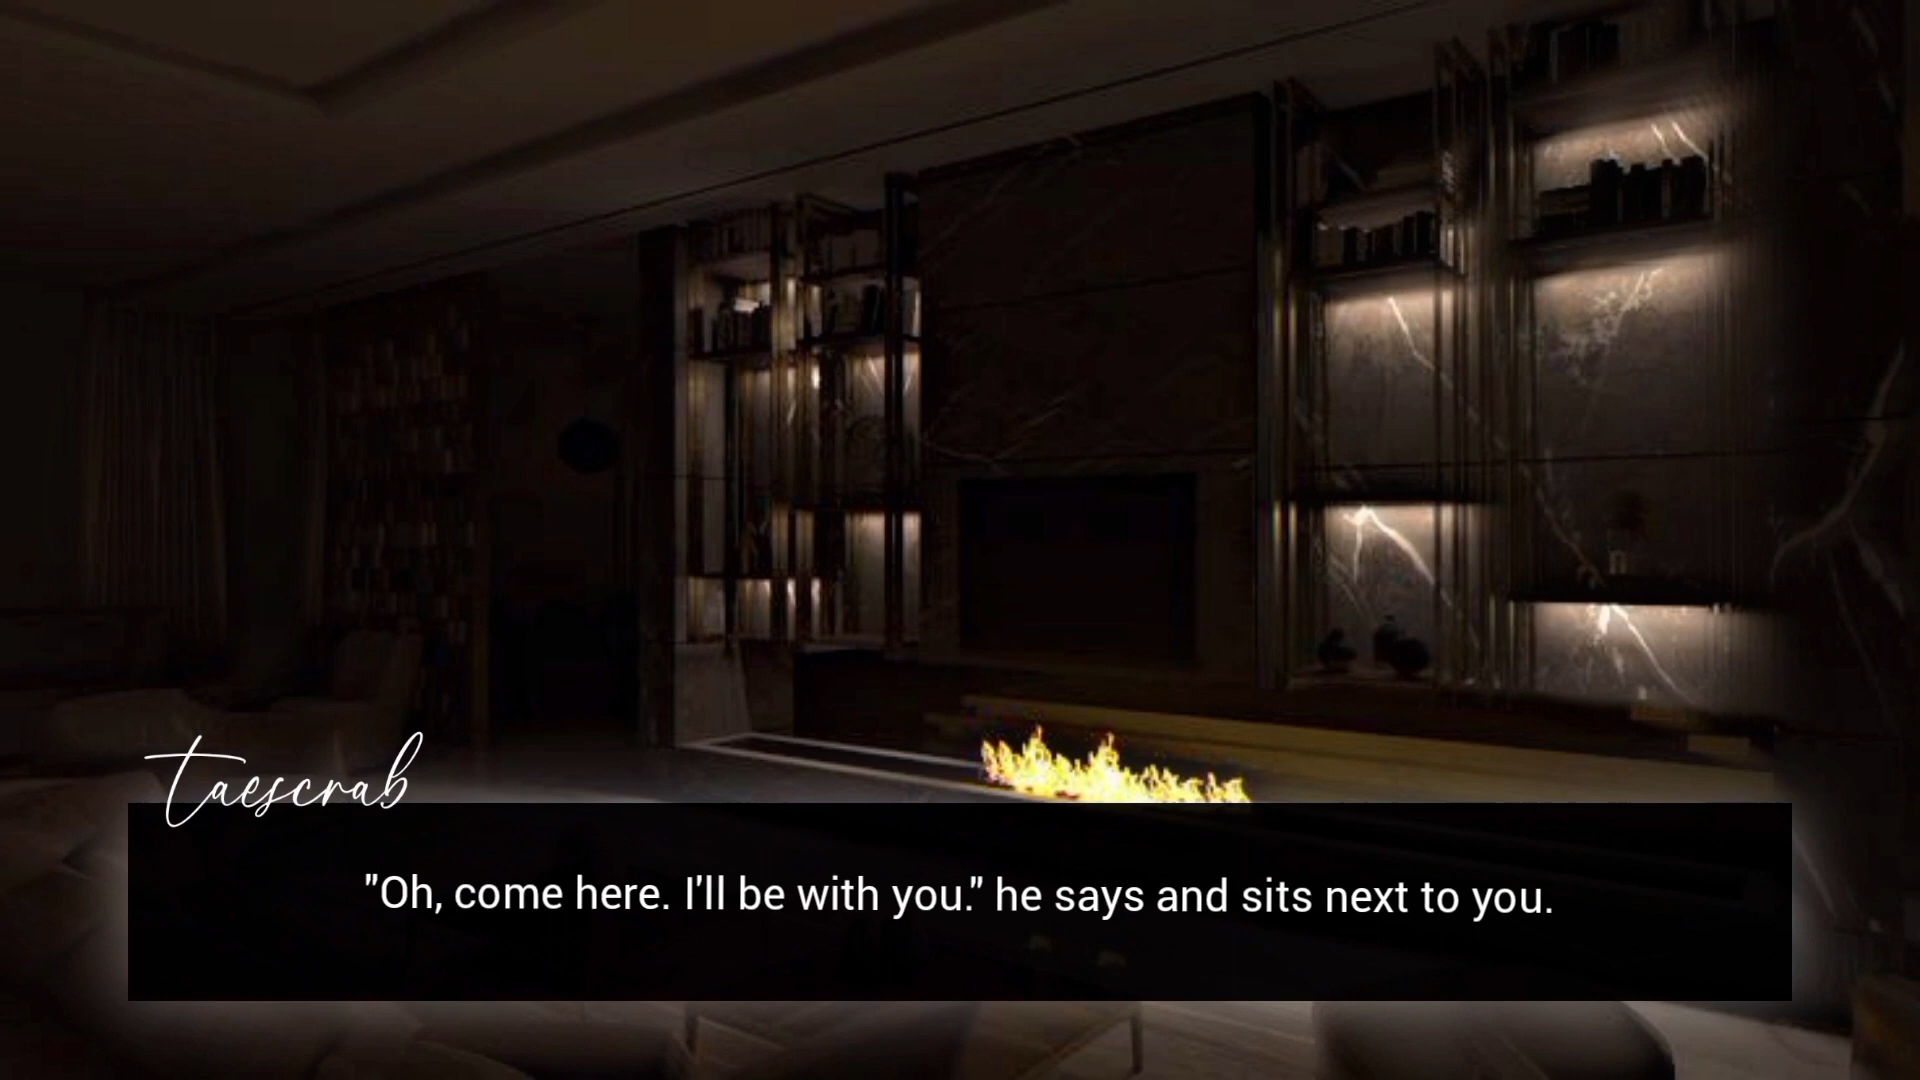 taescrab
"Oh, come here. I'll be with you." he says and sits next to you.